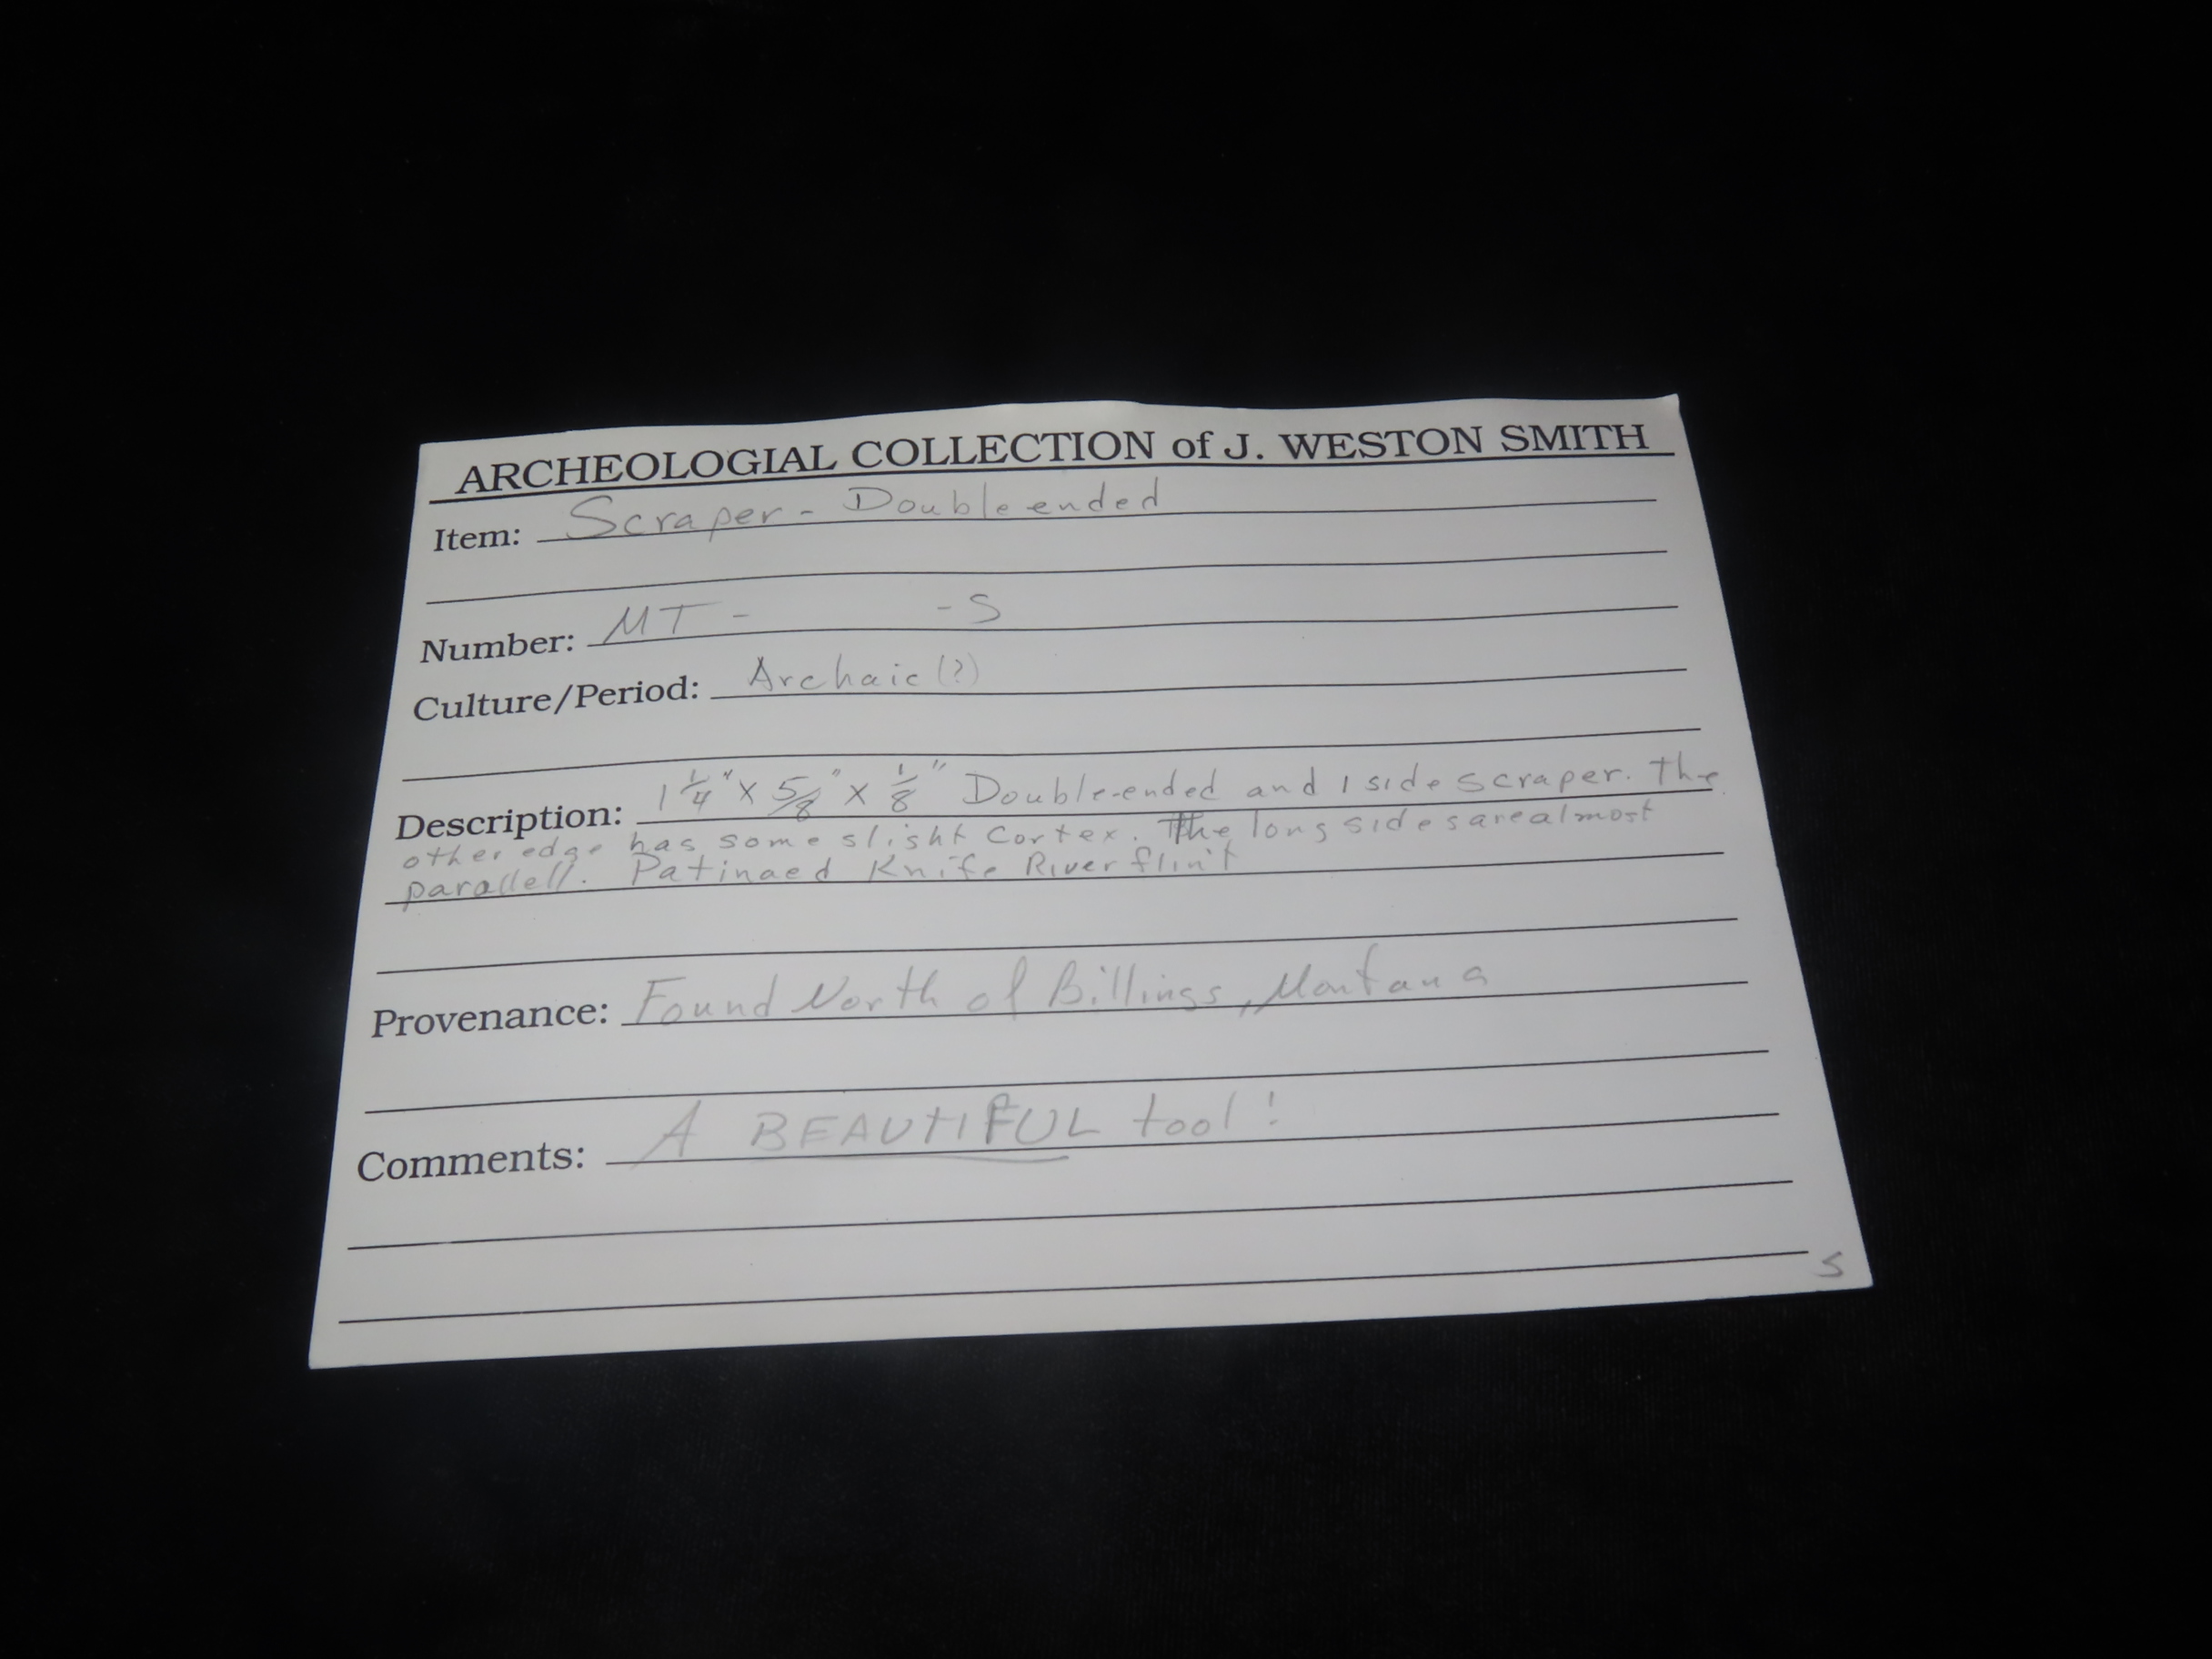 ARCHEOLOGIAL COLLECTION of J. WESTON SMITH
Item: Scraper - Double ended
Number: MT - - S
Culture/Period: Archaic (?)
Description: 1 1/4" X 5/8" X 1/8" Double-ended and 1 side scraper. The
other edge has some slight cortex. The long sides are almost
parallell. Patinaed Knife River flint
Provenance: Found North of Billings, Montana
Comments: A BEAUTIFUL tool!
S